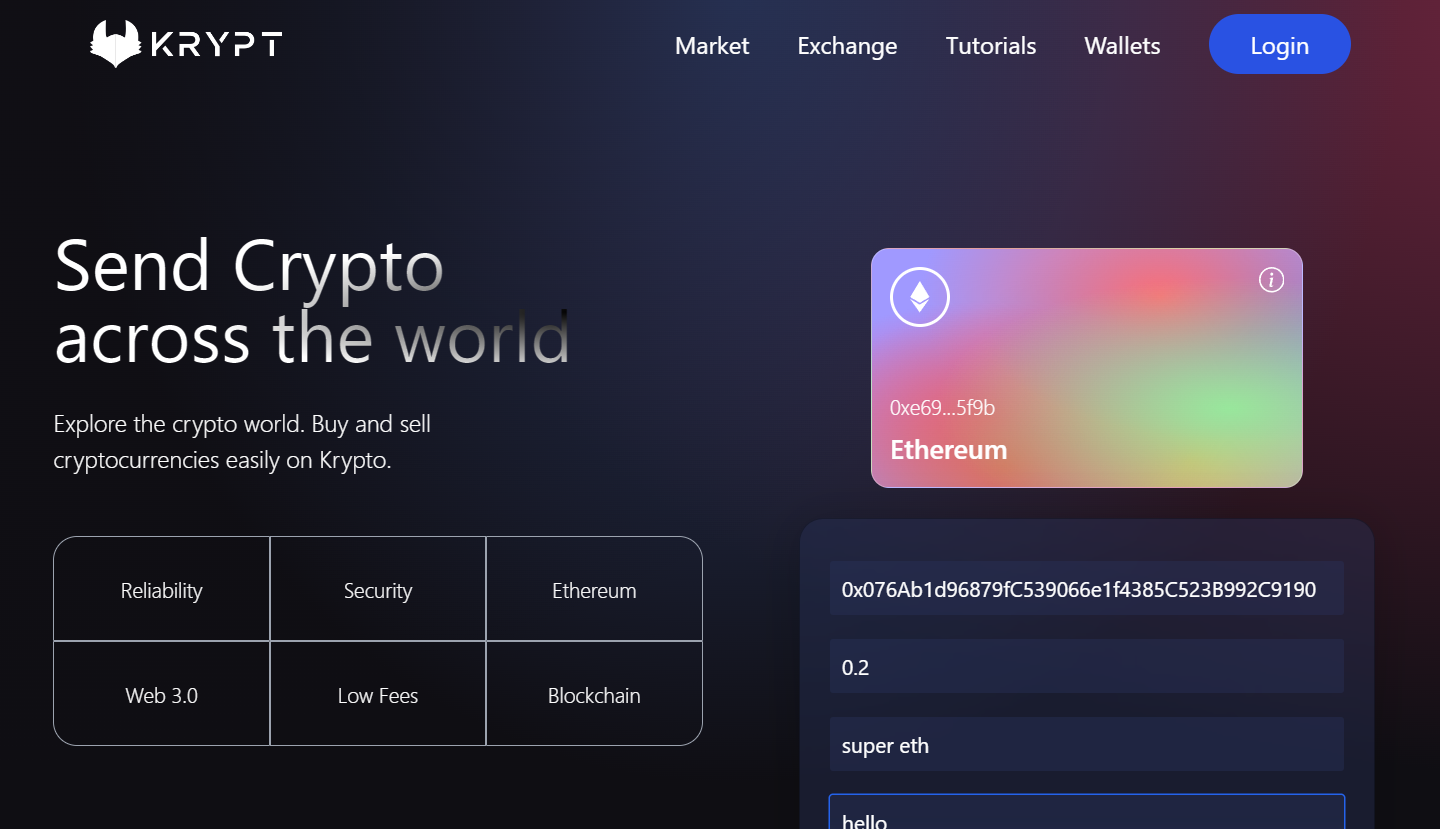 KRYPT
Market Exchange Tutorials Wallets Login
Send Crypto
across the world
Explore the crypto world. Buy and sell
cryptocurrencies easily on Krypto.
Reliability Security Ethereum
Web 3.0 Low Fees Blockchain
i
0xe69...5f9b
Ethereum
0x076Ab1d96879fC539066e1f4385C523B992C9190
0.2
super eth
hello